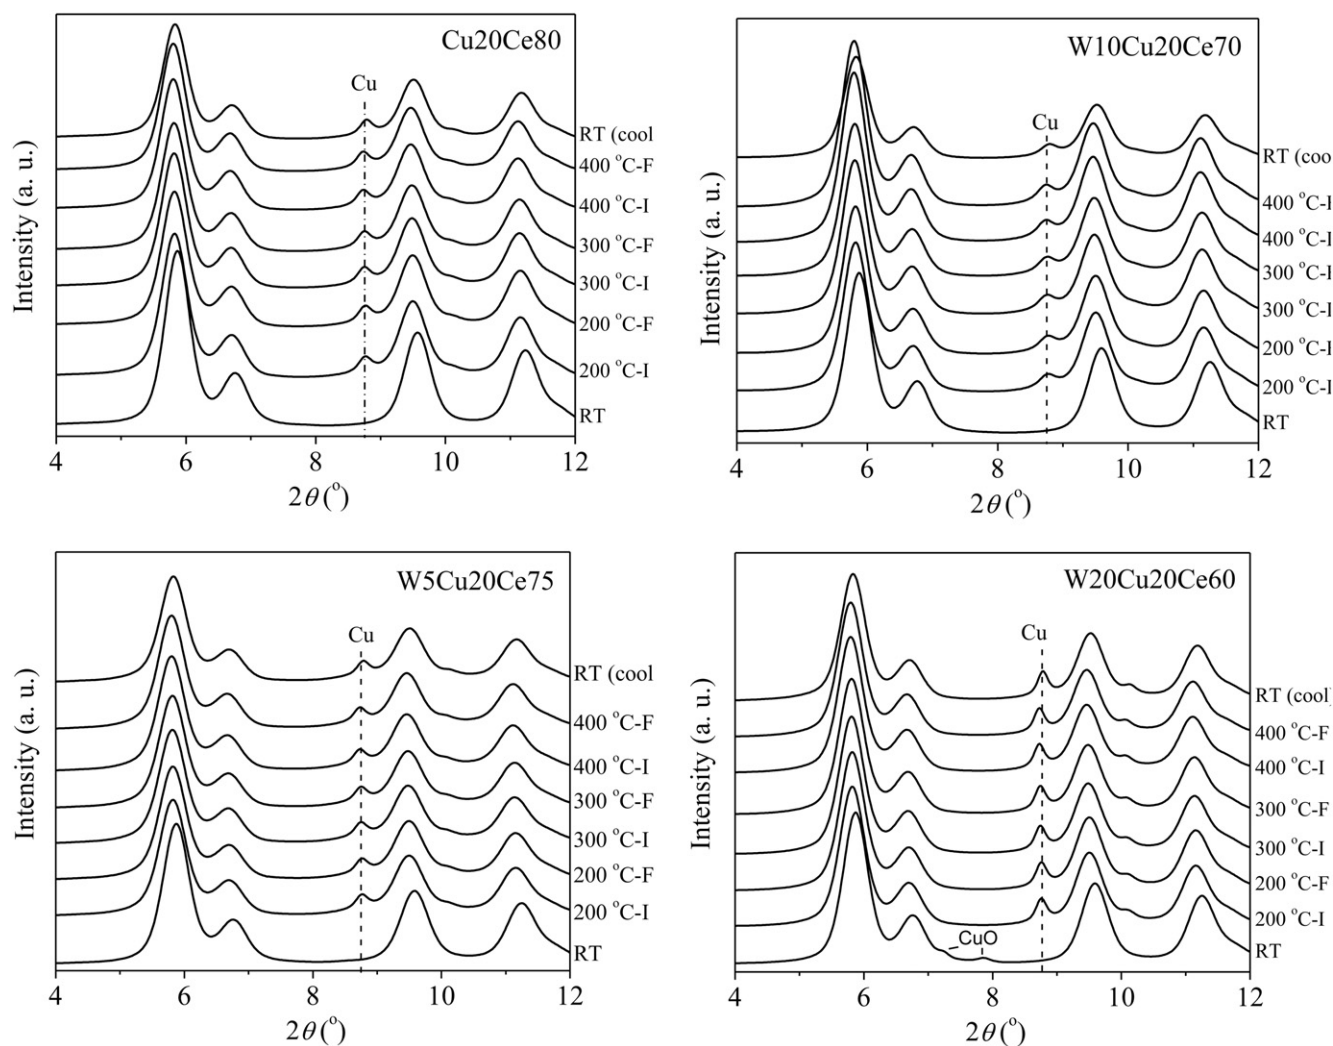 Cu20Ce80
Cu
RT (cool
400 °C-F
400 °C-I
300 °C-F
300 °C-I
200 °C-F
200 °C-I
RT
Intensity (a. u.)
4 6 8 10 12
2θ (°)
W10Cu20Ce70
Cu
RT (coo
400 °C-F
400 °C-I
300 °C-F
300 °C-I
200 °C-F
200 °C-I
RT
Intensity (a. u.)
4 6 8 10 12
2θ (°)
W5Cu20Ce75
Cu
RT (cool
400 °C-F
400 °C-I
300 °C-F
300 °C-I
200 °C-F
200 °C-I
RT
Intensity (a. u.)
4 6 8 10 12
2θ (°)
W20Cu20Ce60
Cu
RT (cool)
400 °C-F
400 °C-I
300 °C-F
300 °C-I
200 °C-F
200 °C-I
CuO
RT
Intensity (a. u.)
4 6 8 10 12
2θ (°)